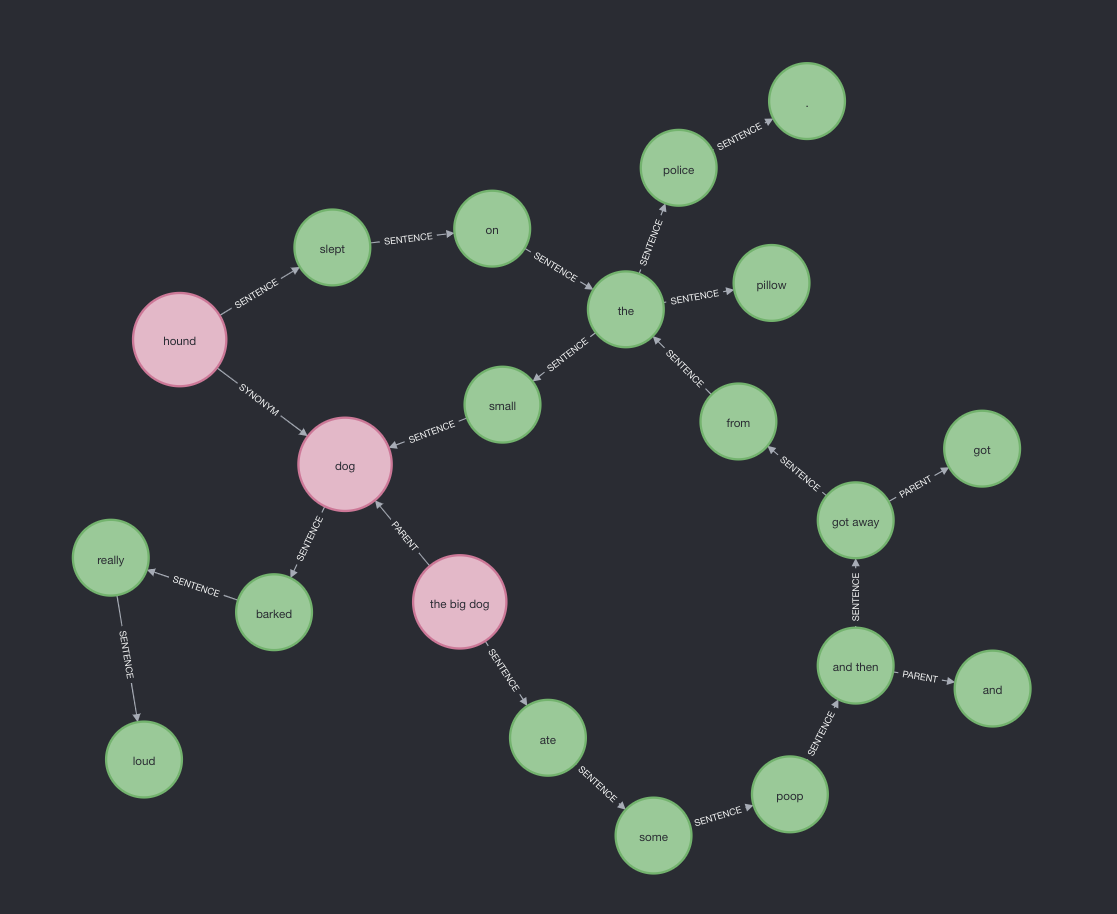 .
police
SENTENCE
slept
SENTENCE
on
SENTENCE
SENTENCE
SENTENCE
pillow
SENTENCE
the
hound
SYNONYM
SENTENCE
small
SENTENCE
SENTENCE
from
dog
got
SENTENCE
PARENT
got away
PARENT
SENTENCE
really
SENTENCE
barked
the big dog
SENTENCE
SENTENCE
SENTENCE
and then
PARENT
and
ate
SENTENCE
loud
SENTENCE
poop
SENTENCE
some